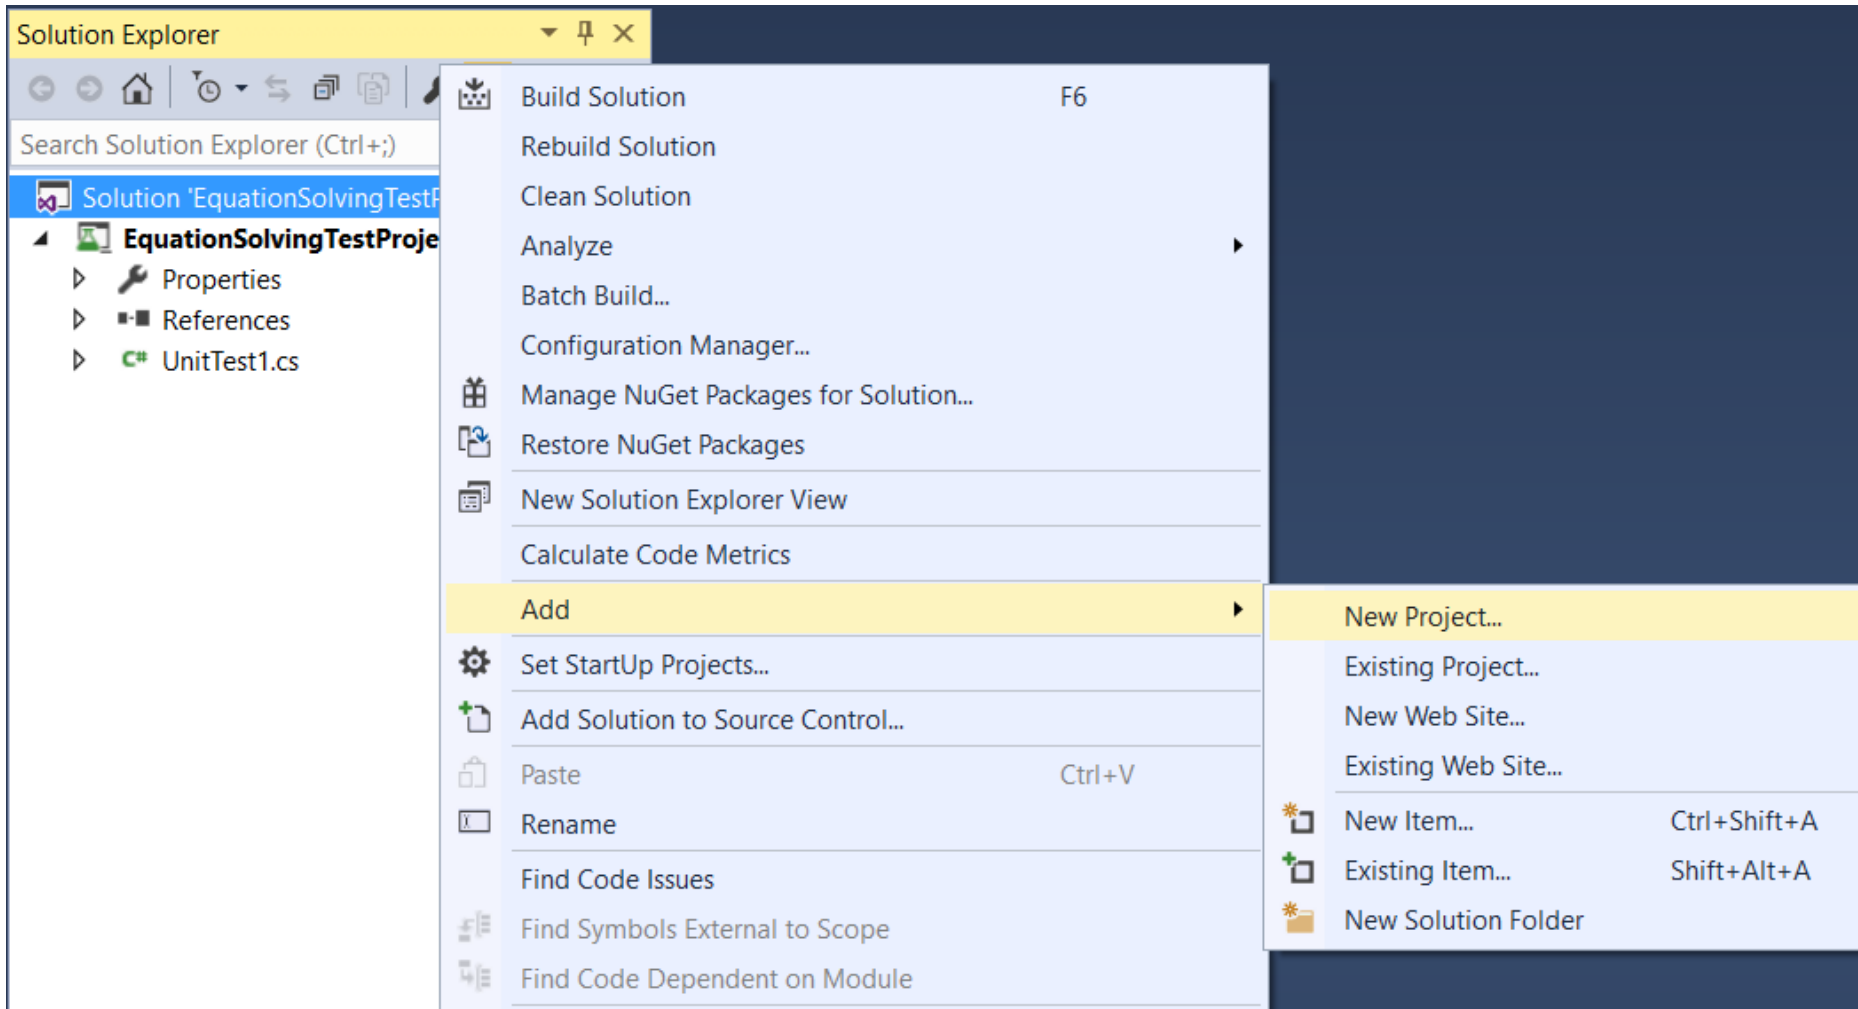 Solution Explorer
Search Solution Explorer (Ctrl+;)
Solution 'EquationSolvingTestP
EquationSolvingTestProje
Properties
References
C# UnitTest1.cs
Build Solution F6
Rebuild Solution
Clean Solution
Analyze
Batch Build...
Configuration Manager...
Manage NuGet Packages for Solution...
Restore NuGet Packages
New Solution Explorer View
Calculate Code Metrics
Add
Set StartUp Projects...
Add Solution to Source Control...
Paste Ctrl+V
Rename
Find Code Issues
Find Symbols External to Scope
Find Code Dependent on Module
New Project...
Existing Project...
New Web Site...
Existing Web Site...
New Item... Ctrl+Shift+A
Existing Item... Shift+Alt+A
New Solution Folder